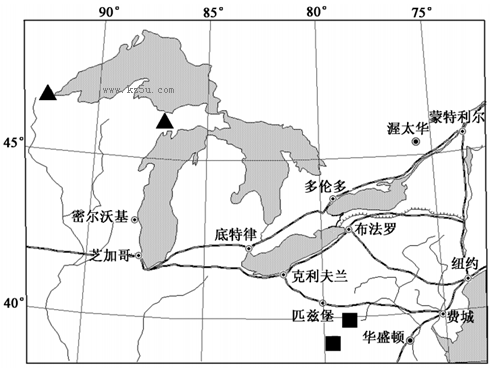 90°
85°
80°
75°
www.kz5u.com
蒙特利尔
渥太华
45°
多伦多
密尔沃基
底特律
布法罗
芝加哥
纽约
克利夫兰
40°
匹兹堡
费城
华盛顿